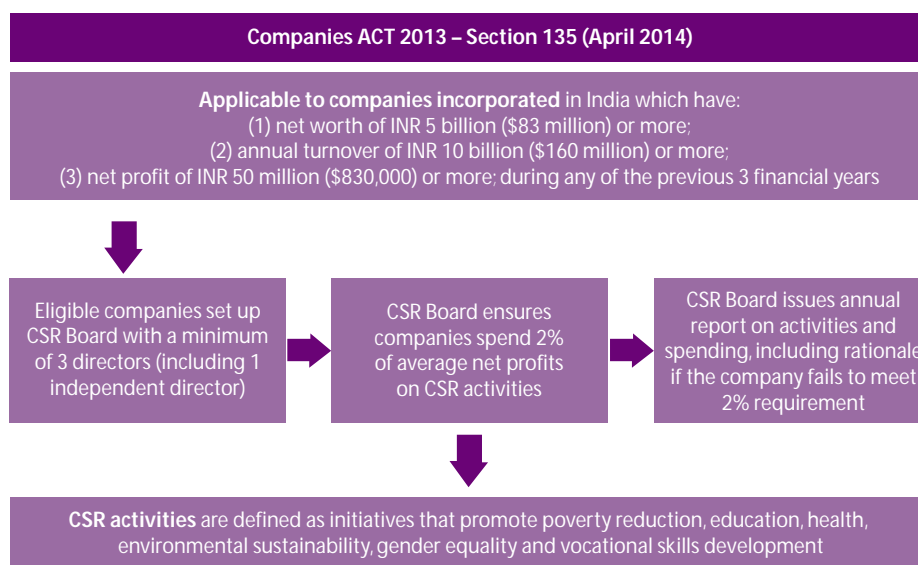 Companies ACT 2013 – Section 135 (April 2014)
Applicable to companies incorporated in India which have:
(1) net worth of INR 5 billion ($83 million) or more;
(2) annual turnover of INR 10 billion ($160 million) or more;
(3) net profit of INR 50 million ($830,000) or more; during any of the previous 3 financial years
Eligible companies set up
CSR Board with a minimum
of 3 directors (including 1
independent director)
CSR Board ensures
companies spend 2%
of average net profits
on CSR activities
CSR Board issues annual
report on activities and
spending, including rationale
if the company fails to meet
2% requirement
CSR activities are defined as initiatives that promote poverty reduction, education, health,
environmental sustainability, gender equality and vocational skills development